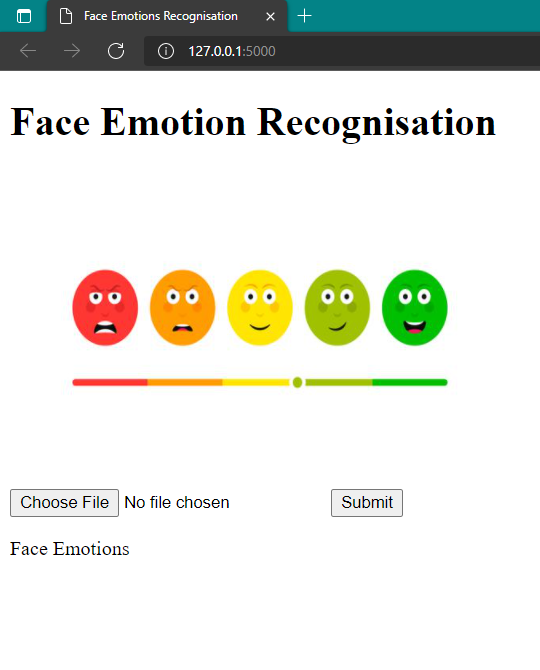 Face Emotions Recognisation
127.0.0.1:5000
Face Emotion Recognisation
Choose File No file chosen Submit
Face Emotions